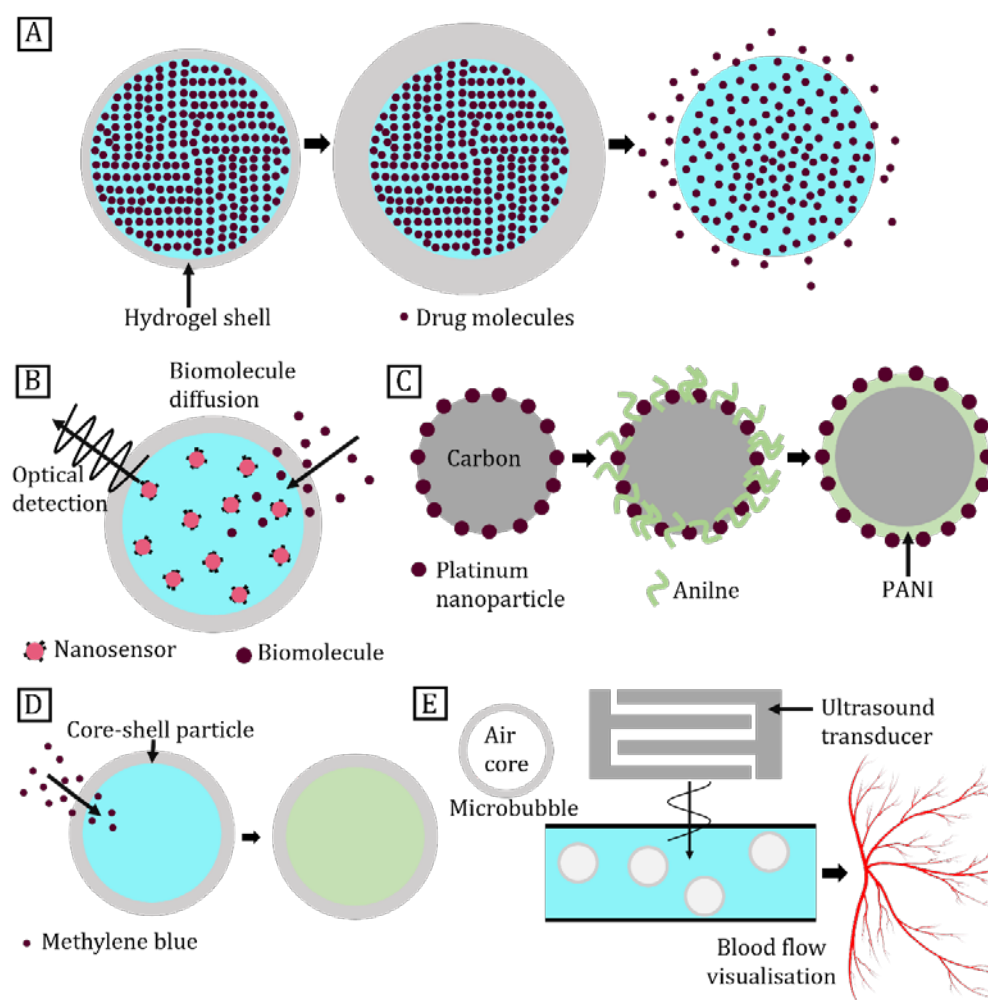 A
Hydrogel shell
Drug molecules
B
Biomolecule
diffusion
Optical
detection
Nanosensor
Biomolecule
C
Carbon
Platinum
nanoparticle
Anilne
PANI
D
Core-shell particle
Methylene blue
E
Air
core
Microbubble
Ultrasound
transducer
Blood flow
visualisation